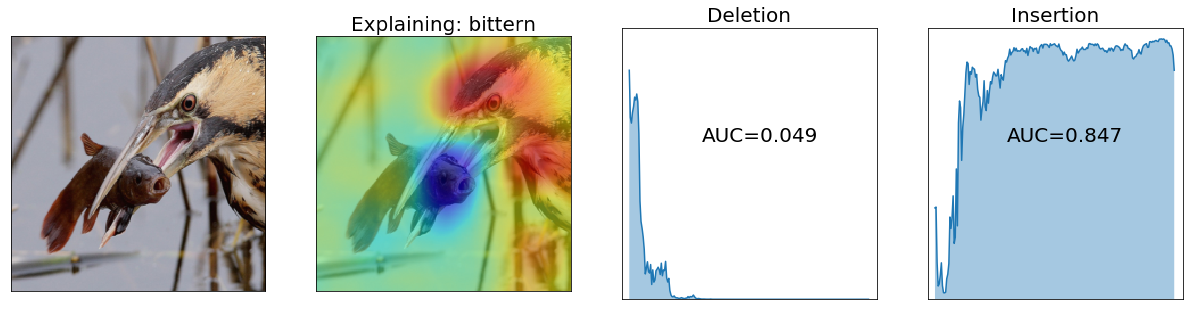 Explaining: bittern
Deletion
AUC=0.049
Insertion
AUC=0.847